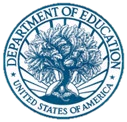 DEPARTMENT OF EDUCATION
UNITED STATES OF AMERICA